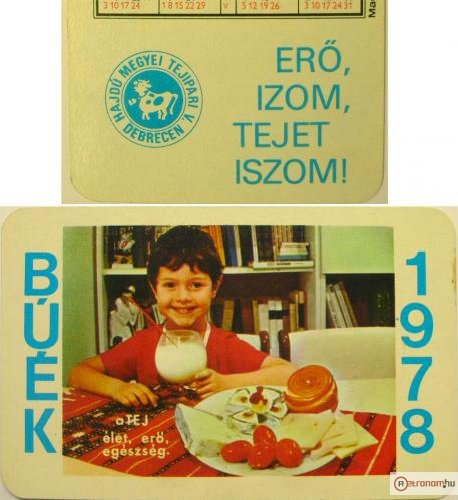 3 10 17 24
1 8 15 22 29
V
5 12 19 26
3 10 17 24 31
HAJDÚ MEGYEI TEJIPARI V.
DEBRECEN
ERŐ,
IZOM,
TEJET
ISZOM!
BÚÉK
1978
a TEJ
élet, erő,
egészség.
Retronom.hu